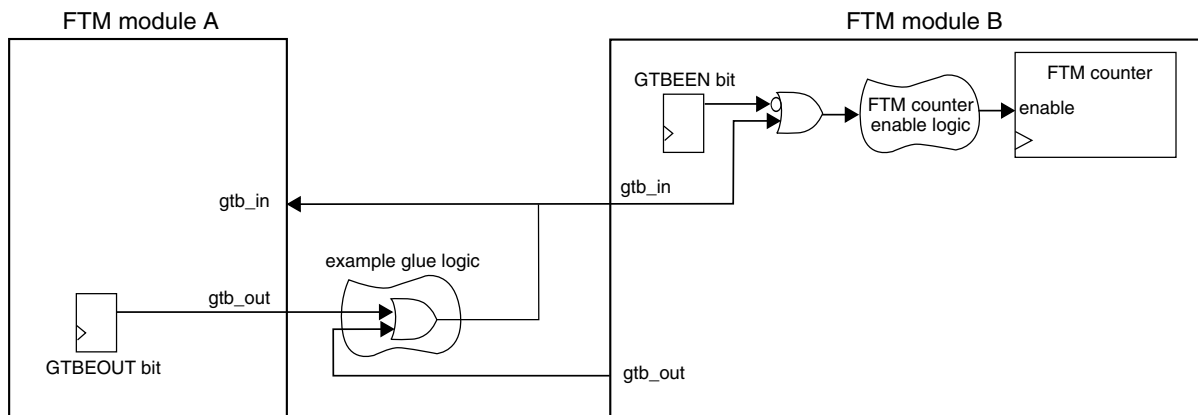 FTM module A
FTM module B
GTBEEN bit
FTM counter
enable logic
FTM counter
enable
gtb_in
gtb_in
example glue logic
gtb_out
GTBEOUT bit
gtb_out